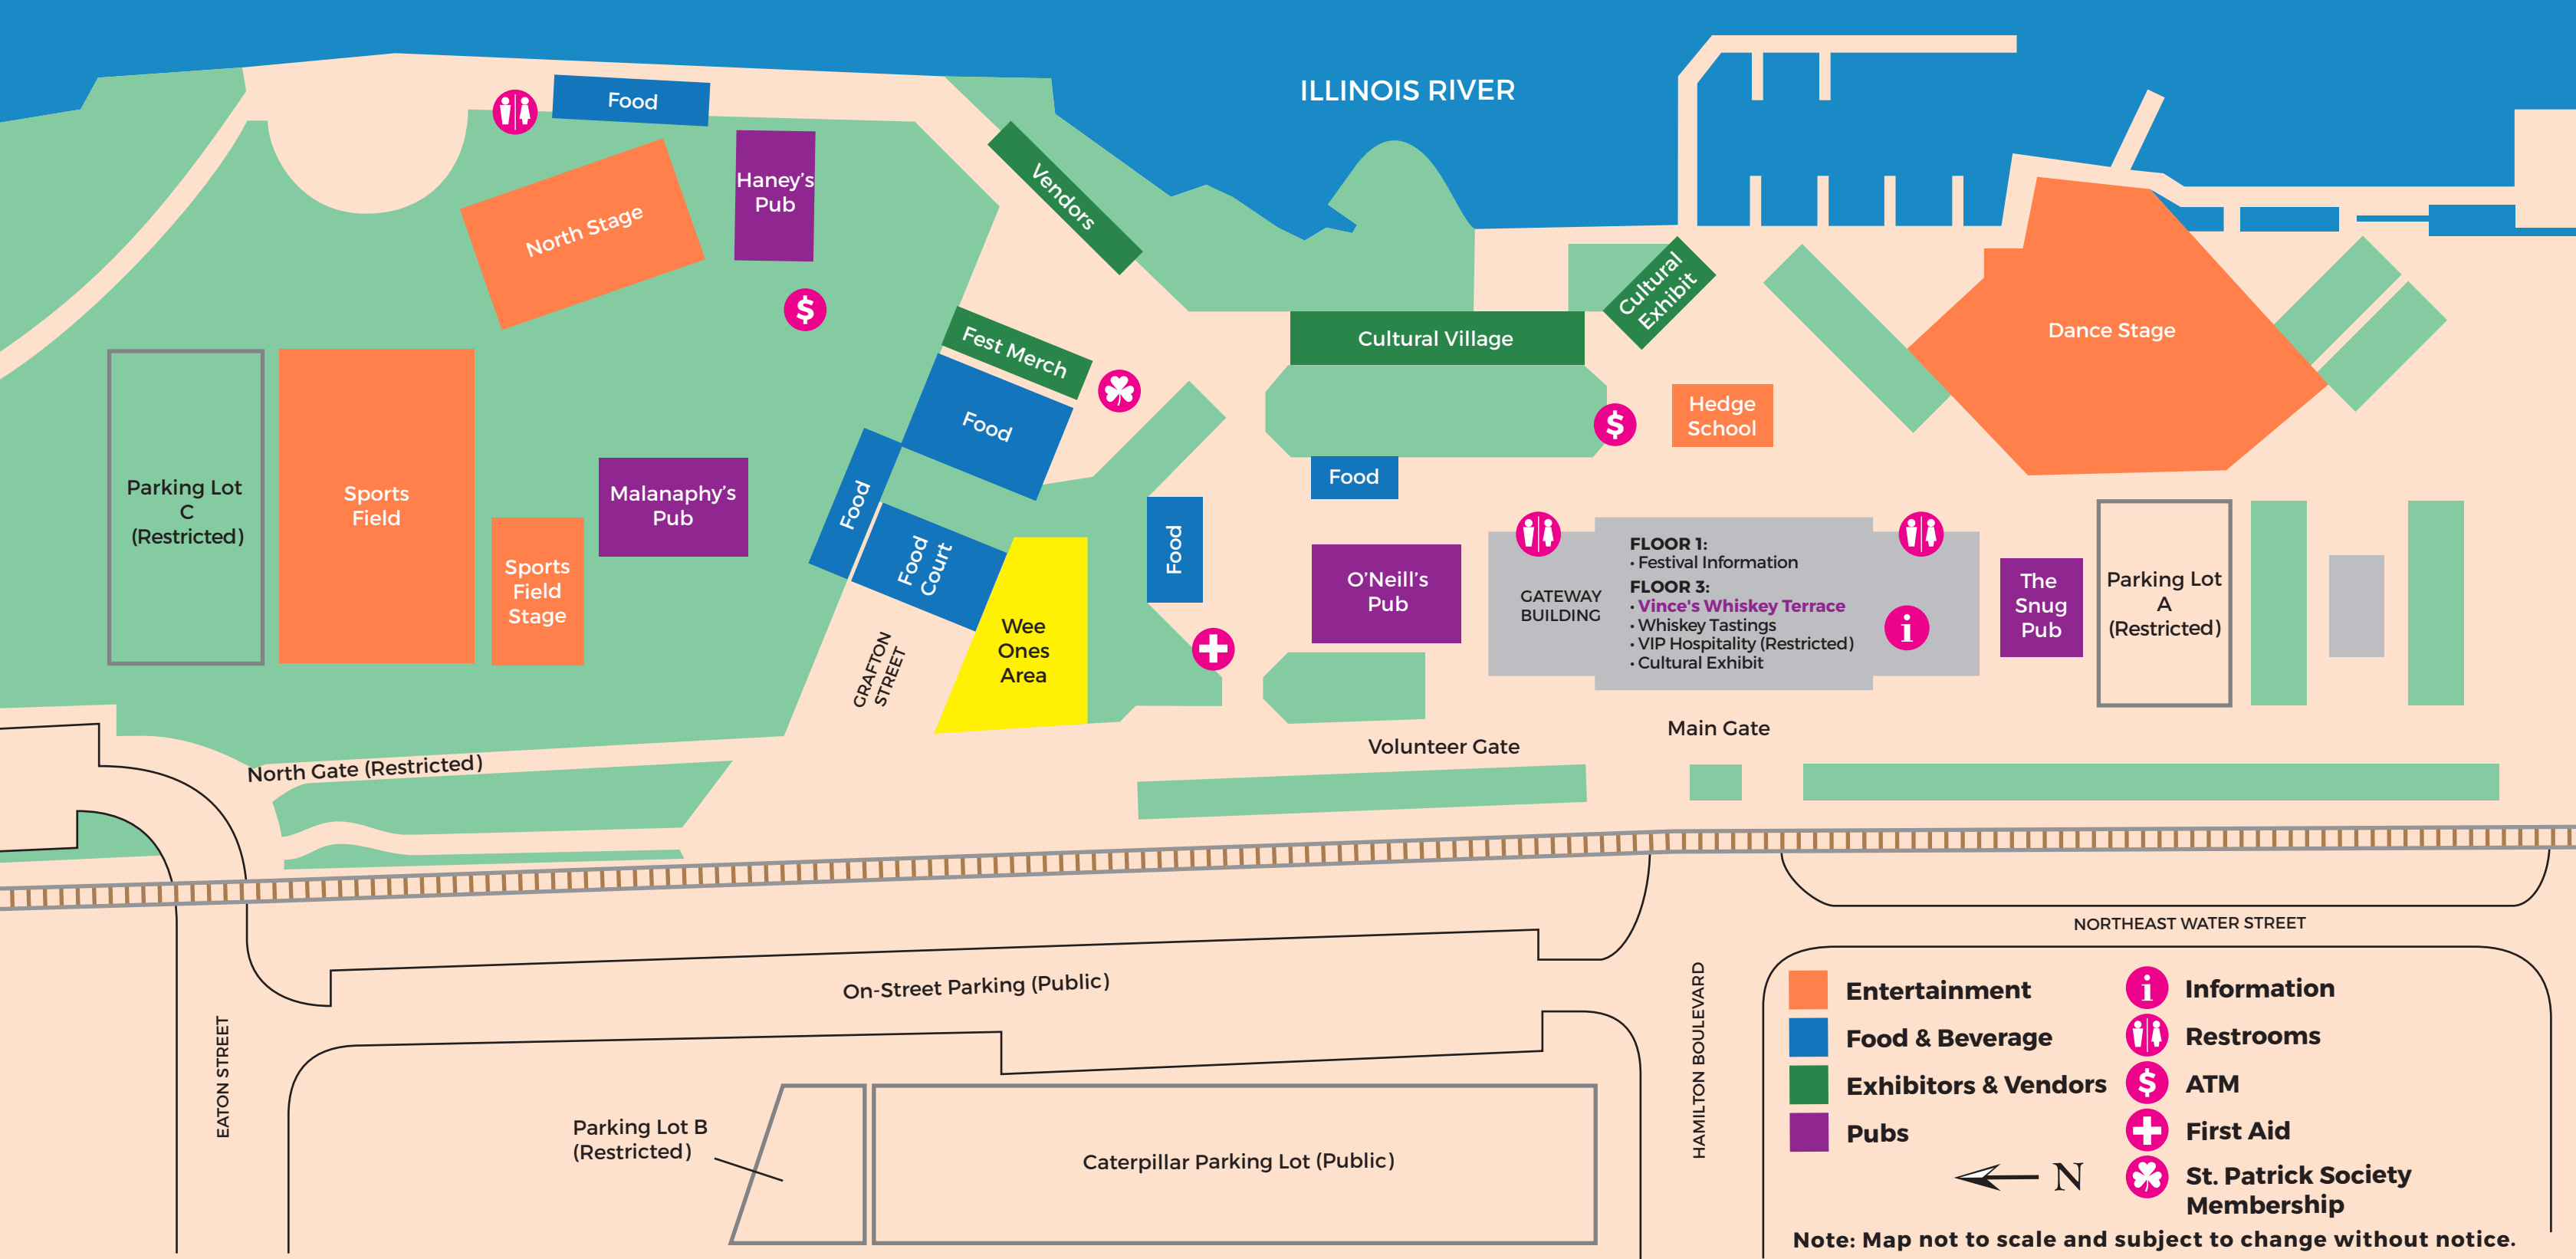 ILLINOIS RIVER
Food
Haney's
Pub
North Stage
Vendors
Cultural
Exhibit
Fest Merch
Cultural Village
Dance Stage
Hedge
School
Food
Food
Food
Parking Lot
C
(Restricted)
Sports
Field
Malanaphy's
Pub
Sports
Field
Stage
Food
Court
Food
Wee
Ones
Area
GRAFTON
STREET
O'Neill's
Pub
GATEWAY
BUILDING
FLOOR 1:
• Festival Information
FLOOR 3:
• Vince's Whiskey Terrace
• Whiskey Tastings
• VIP Hospitality (Restricted)
• Cultural Exhibit
The
Snug
Pub
Parking Lot
A
(Restricted)
Main Gate
Volunteer Gate
North Gate (Restricted)
NORTHEAST WATER STREET
On-Street Parking (Public)
EATON STREET
HAMILTON BOULEVARD
Parking Lot B
(Restricted)
Caterpillar Parking Lot (Public)
Entertainment
Food & Beverage
Exhibitors & Vendors
Pubs
N
i
i
$
$
$
Information
Restrooms
ATM
First Aid
St. Patrick Society
Membership
Note: Map not to scale and subject to change without notice.